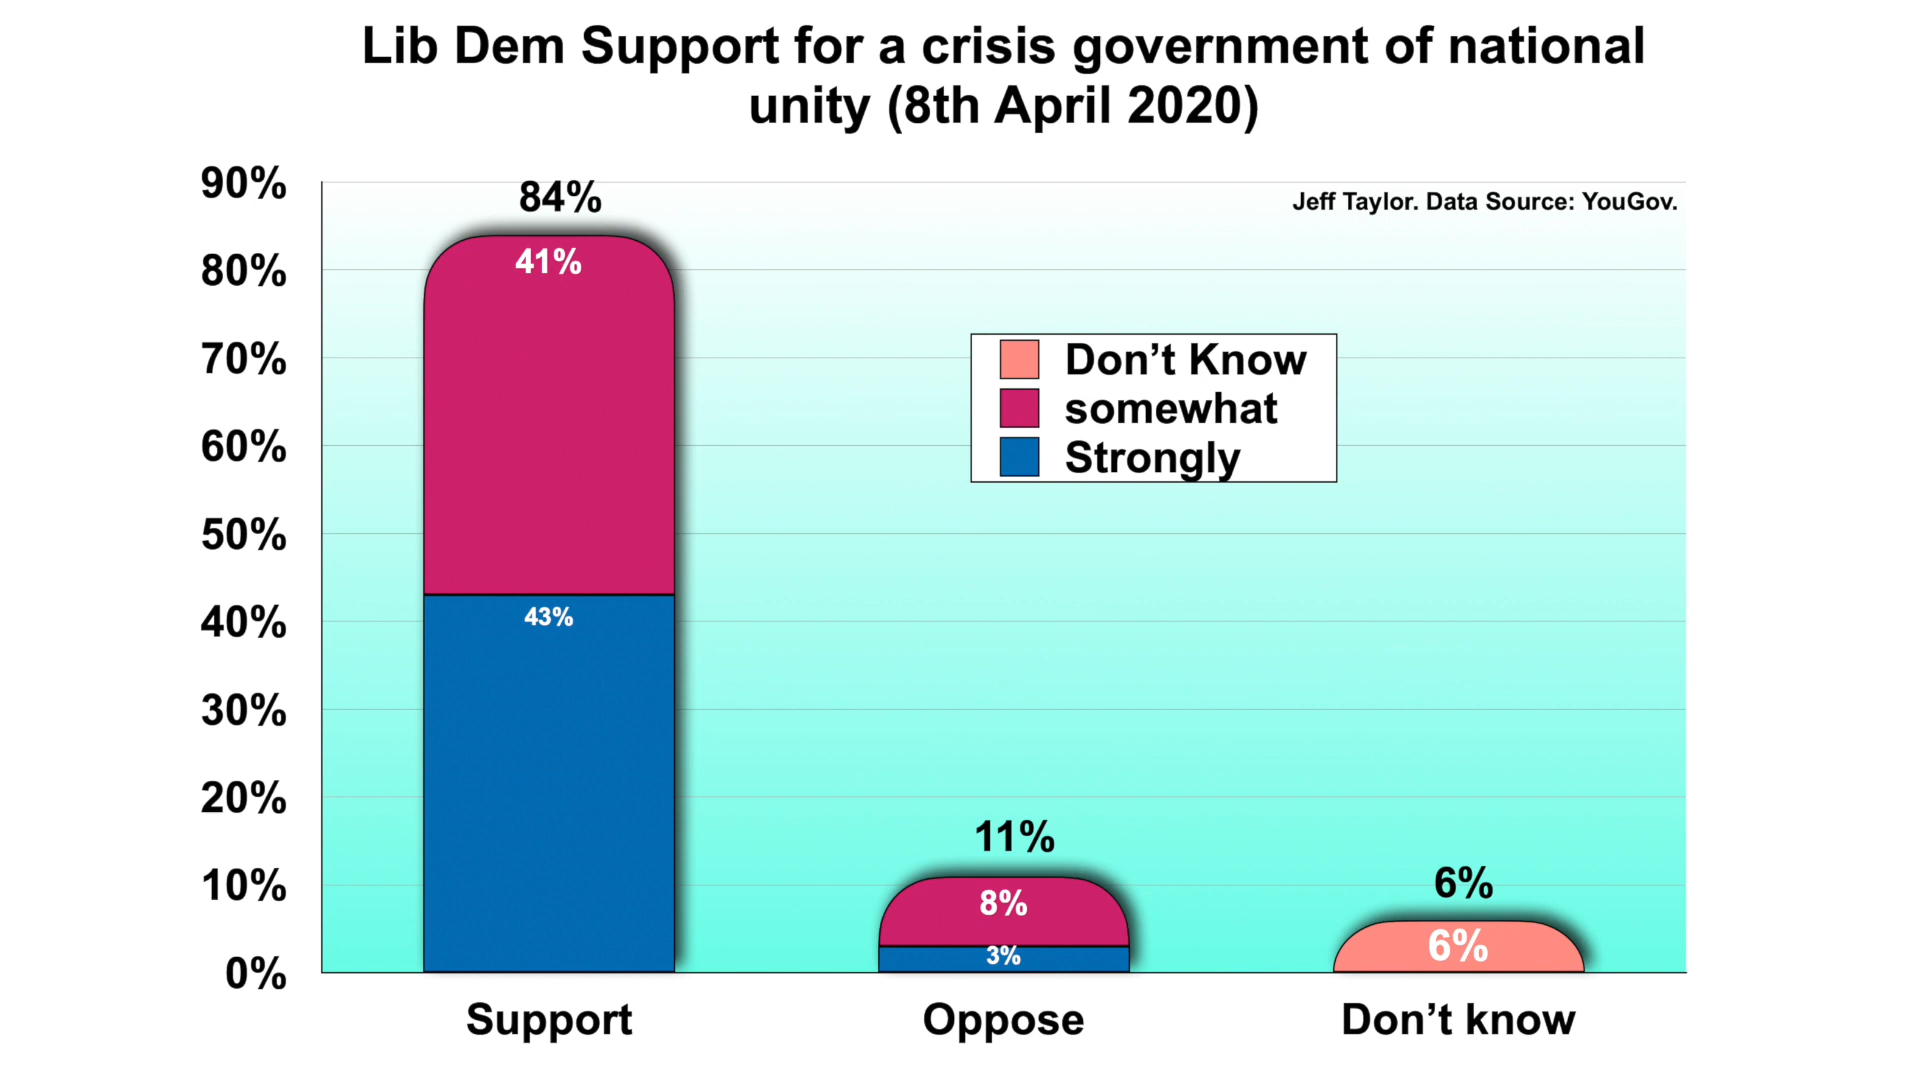 Lib Dem Support for a crisis government of national
unity (8th April 2020)
90%
80%
70%
60%
50%
40%
30%
20%
10%
0%
Jeff Taylor. Data Source: YouGov.
84%
41%
43%
Don’t Know
somewhat
Strongly
11%
8%
3%
6%
6%
Support
Oppose
Don’t know